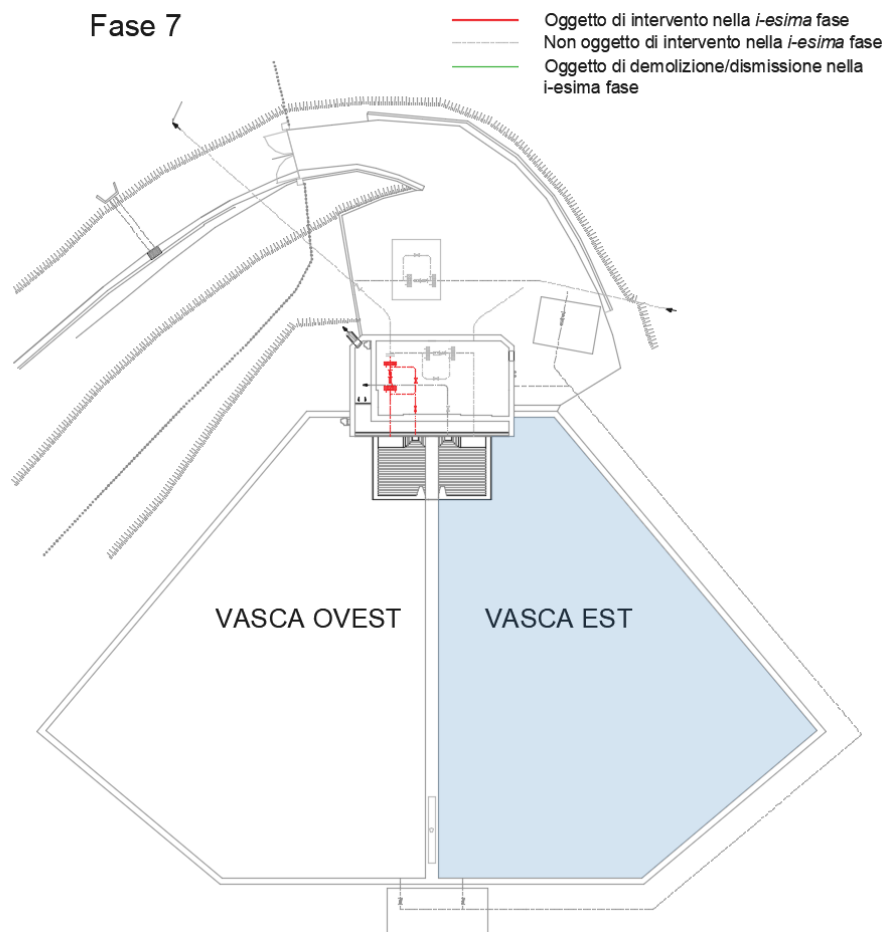 Fase 7
Oggetto di intervento nella i-esima fase
Non oggetto di intervento nella i-esima fase
Oggetto di demolizione/dismissione nella
i-esima fase
VASCA OVEST
VASCA EST